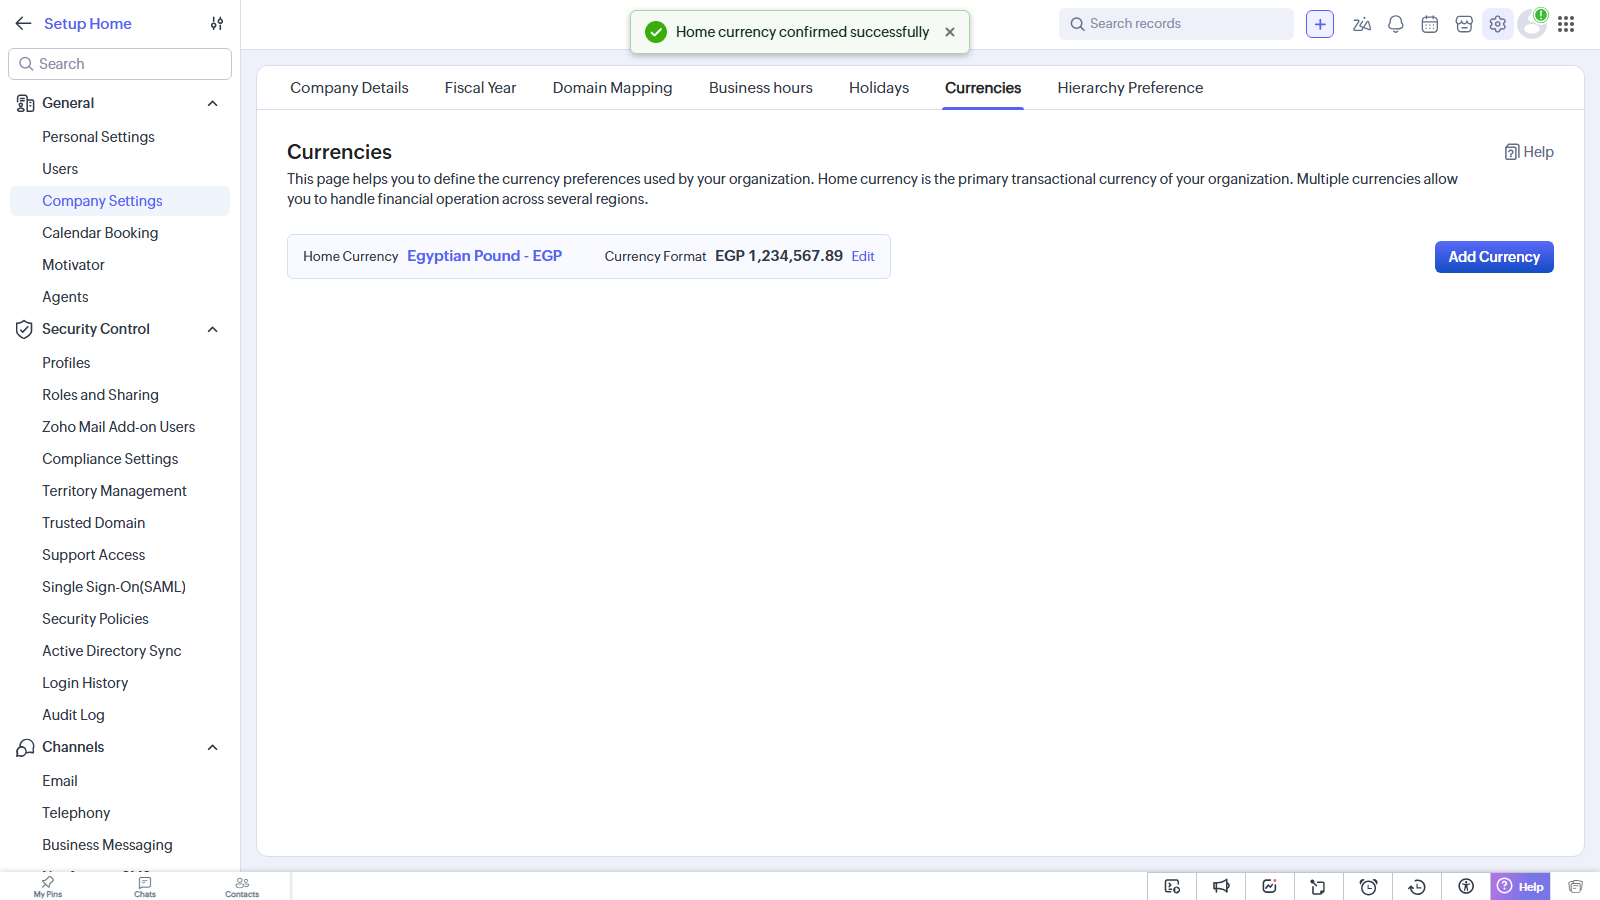 Setup Home
Search
General
Personal Settings
Users
Company Settings
Calendar Booking
Motivator
Agents
Security Control
Profiles
Roles and Sharing
Zoho Mail Add-on Users
Compliance Settings
Territory Management
Trusted Domain
Support Access
Single Sign-On(SAML)
Security Policies
Active Directory Sync
Login History
Audit Log
Channels
Email
Telephony
Business Messaging
My Pins
Chats
Contacts
Home currency confirmed successfully
Search records
Company Details
Fiscal Year
Domain Mapping
Business hours
Holidays
Currencies
Hierarchy Preference
Currencies
Help
This page helps you to define the currency preferences used by your organization. Home currency is the primary transactional currency of your organization. Multiple currencies allow
you to handle financial operation across several regions.
Home Currency Egyptian Pound - EGP Currency Format EGP 1,234,567.89 Edit
Add Currency
Help